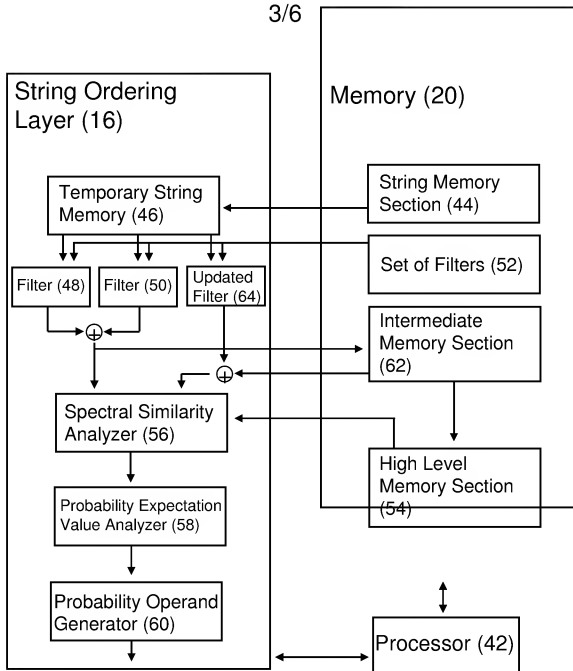 3/6
String Ordering
Layer (16)
Memory (20)
Temporary String
Memory (46)
String Memory
Section (44)
Set of Filters (52)
Filter (48)
Filter (50)
Updated
Filter (64)
Intermediate
Memory Section
(62)
Spectral Similarity
Analyzer (56)
High Level
Memory Section
(54)
Probability Expectation
Value Analyzer (58)
Probability Operand
Generator (60)
Processor (42)